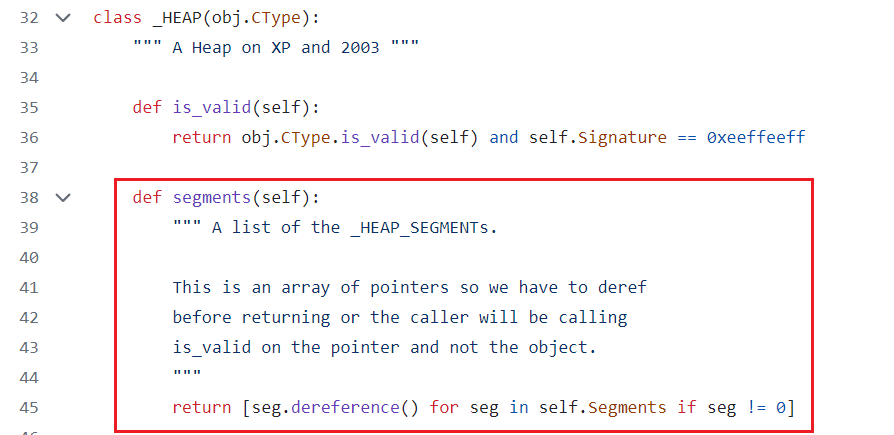 32 class _HEAP(obj.CType):
33 """ A Heap on XP and 2003 """
34
35 def is_valid(self):
36 return obj.CType.is_valid(self) and self.Signature == 0xeeffeeff
37
38 def segments(self):
39 """ A list of the _HEAP_SEGMENTs.
40
41 This is an array of pointers so we have to deref
42 before returning or the caller will be calling
43 is_valid on the pointer and not the object.
44 """
45 return [seg.dereference() for seg in self.Segments if seg != 0]